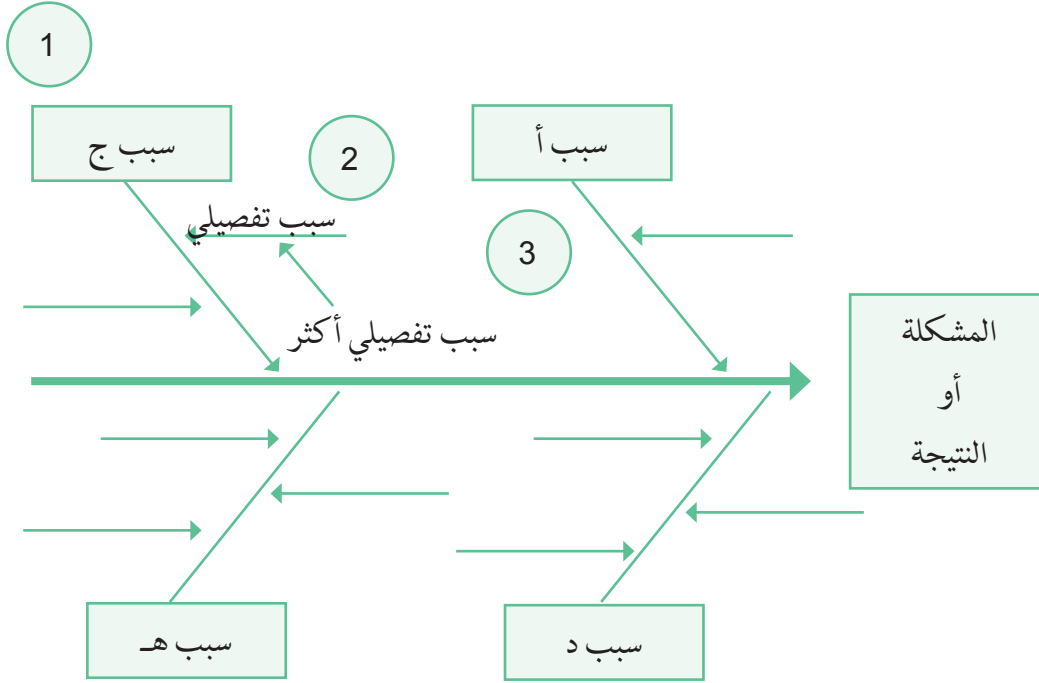 1
سبب ج
2
سبب أ
سبب تفصيلي
3
سبب تفصيلي أكثر
المشكلة
أو
النتيجة
سبب هـ
سبب د